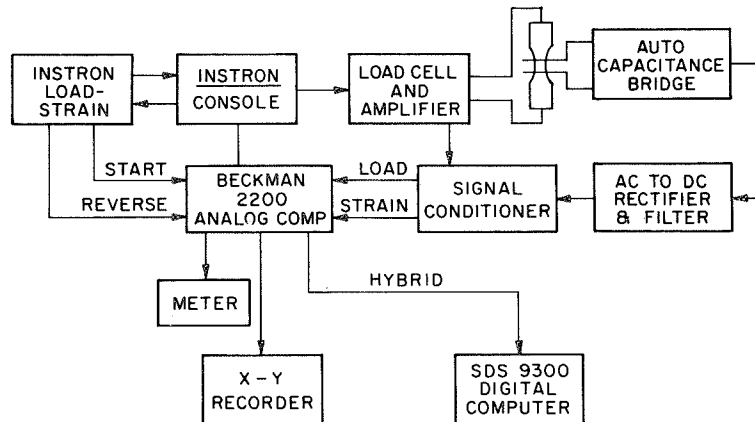 INSTRON
LOAD-
STRAIN
INSTRON
CONSOLE
LOAD CELL
AND
AMPLIFIER
AUTO
CAPACITANCE
BRIDGE
START
REVERSE
BECKMAN
2200
ANALOG COMP
LOAD
STRAIN
SIGNAL
CONDITIONER
AC TO DC
RECTIFIER
& FILTER
METER
HYBRID
X-Y
RECORDER
SDS 9300
DIGITAL
COMPUTER